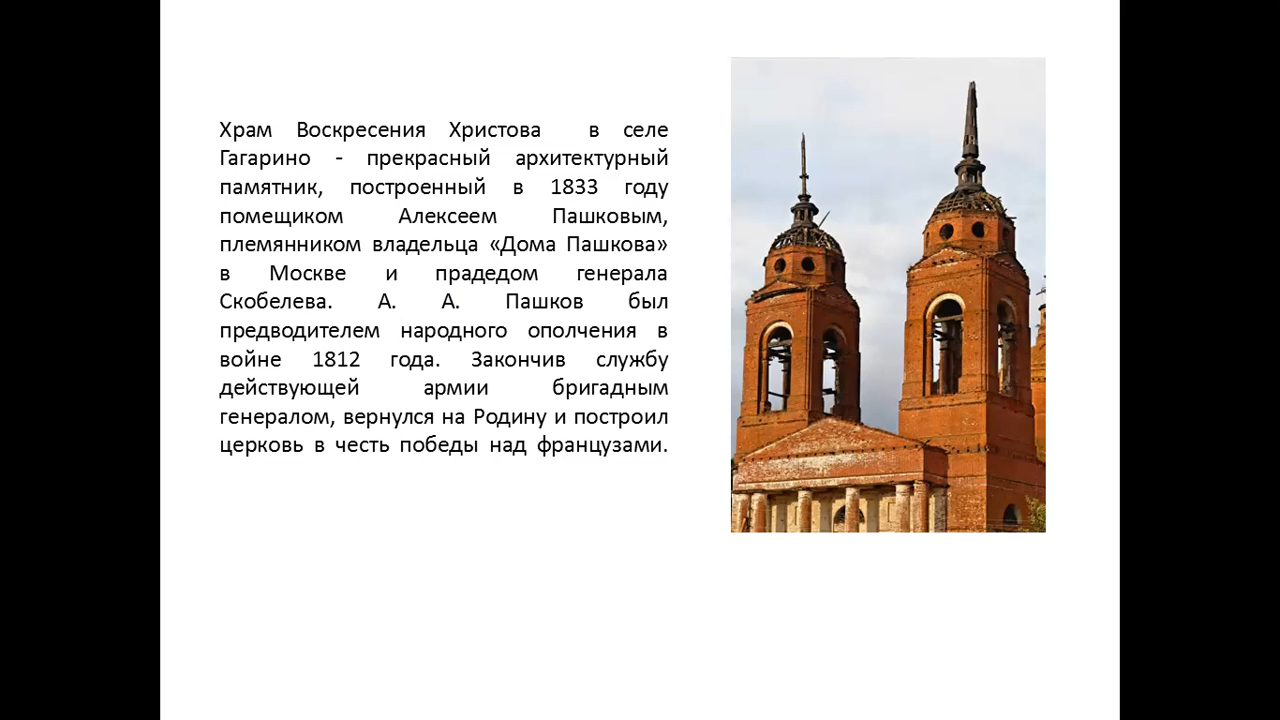 Храм Воскресения Христова в селе
Гагарино - прекрасный архитектурный
памятник, построенный в 1833 году
помещиком Алексеем Пашковым,
племянником владельца «Дома Пашкова»
в Москве и прадедом генерала
Скобелева. А. А. Пашков был
предводителем народного ополчения в
войне 1812 года. Закончив службу
действующей армии бригадным
генералом, вернулся на Родину и построил
церковь в честь победы над французами.